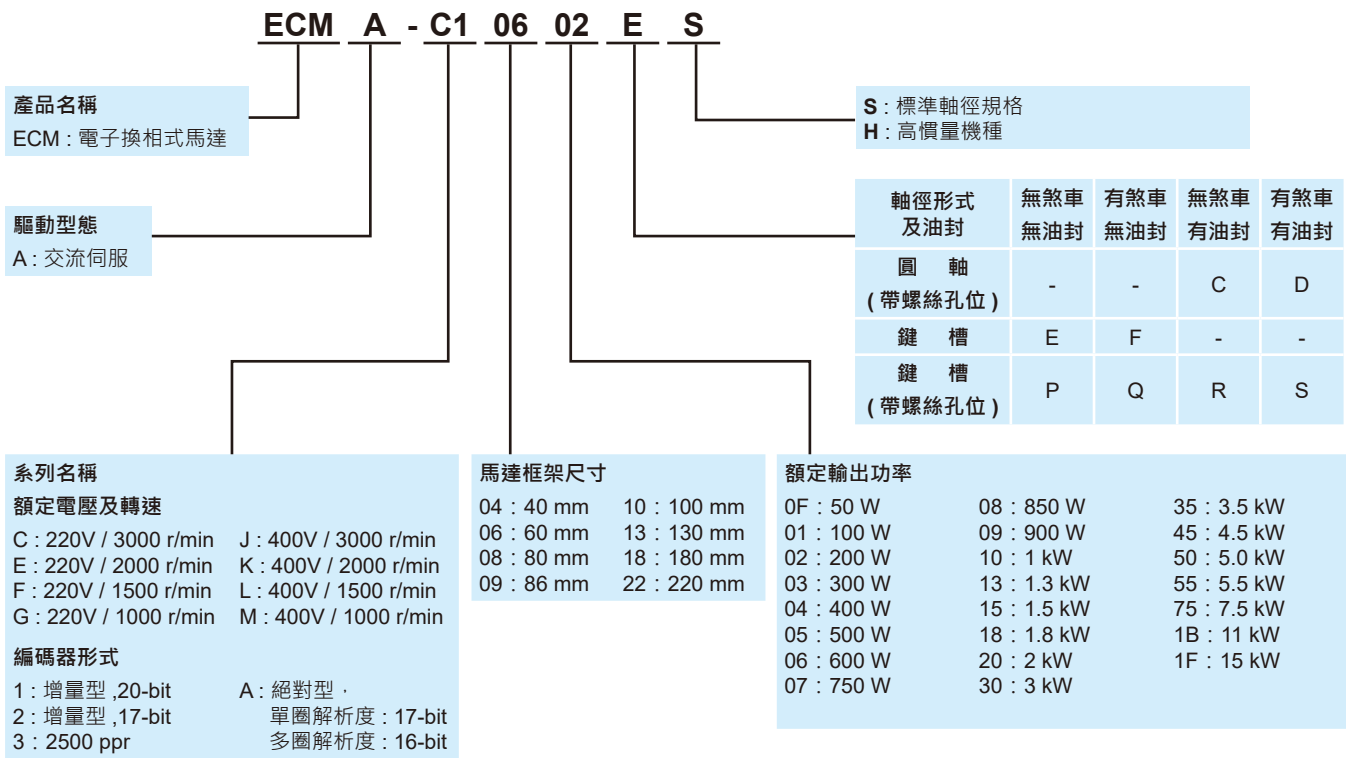 ECM A - C1 06 02 E S
產品名稱
ECM : 電子換相式馬達
驅動型態
A : 交流伺服
S : 標準軸徑規格
H : 高慣量機種
軸徑形式
及油封
無煞車
無油封
有煞車
無油封
無煞車
有油封
有煞車
有油封
圓 軸
( 帶螺絲孔位 )
- - C D
鍵 槽 E F - -
鍵 槽
( 帶螺絲孔位 )
P Q R S
系列名稱
額定電壓及轉速
C : 220V / 3000 r/min J : 400V / 3000 r/min
E : 220V / 2000 r/min K : 400V / 2000 r/min
F : 220V / 1500 r/min L : 400V / 1500 r/min
G : 220V / 1000 r/min M : 400V / 1000 r/min
編碼器形式
1 : 增量型 ,20-bit A : 絕對型，
2 : 增量型 ,17-bit 單圈解析度 : 17-bit
3：2500 ppr 多圈解析度 : 16-bit
馬達框架尺寸
04：40 mm 10：100 mm
06：60 mm 13：130 mm
08：80 mm 18：180 mm
09：86 mm 22：220 mm
額定輸出功率
0F：50 W 08：850 W 35：3.5 kW
01：100 W 09：900 W 45：4.5 kW
02：200 W 10：1 kW 50：5.0 kW
03：300 W 13：1.3 kW 55：5.5 kW
04：400 W 15：1.5 kW 75：7.5 kW
05：500 W 18：1.8 kW 1B：11 kW
06：600 W 20：2 kW 1F：15 kW
07：750 W 30：3 kW